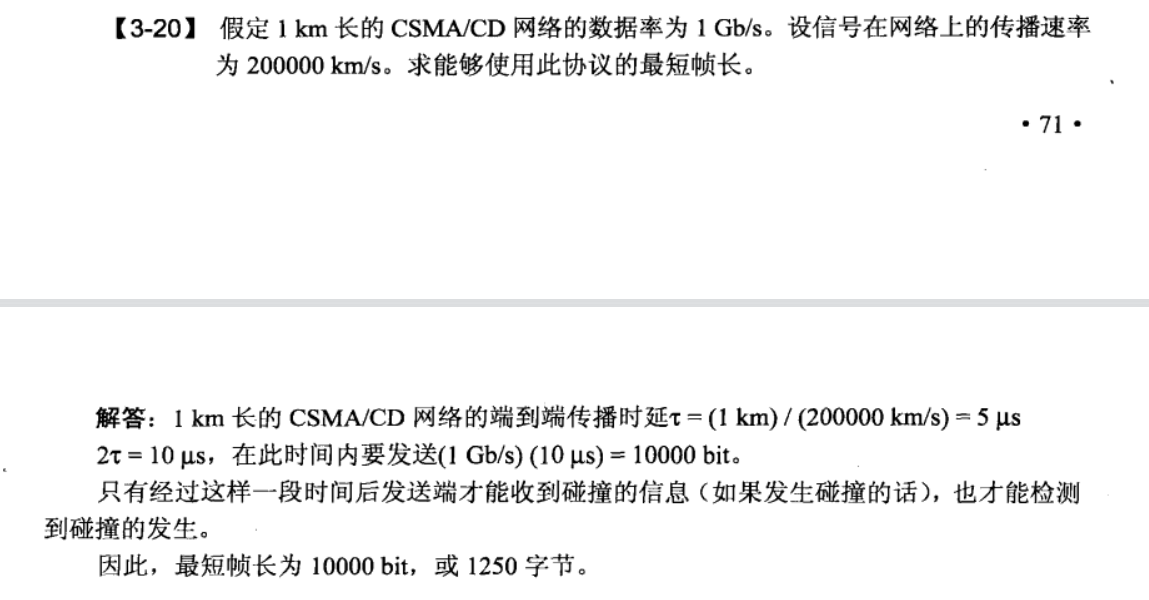 【3-20】 假定 1 km 长的 CSMA/CD 网络的数据率为 1 Gb/s。设信号在网络上的传播速率
为 200000 km/s。求能够使用此协议的最短帧长。
• 71 •
解答：1 km 长的 CSMA/CD 网络的端到端传播时延τ = (1 km) / (200000 km/s) = 5 μs
2τ = 10 μs，在此时间内要发送(1 Gb/s) (10 μs) = 10000 bit。
只有经过这样一段时间后发送端才能收到碰撞的信息（如果发生碰撞的话），也才能检测
到碰撞的发生。
因此，最短帧长为 10000 bit，或 1250 字节。